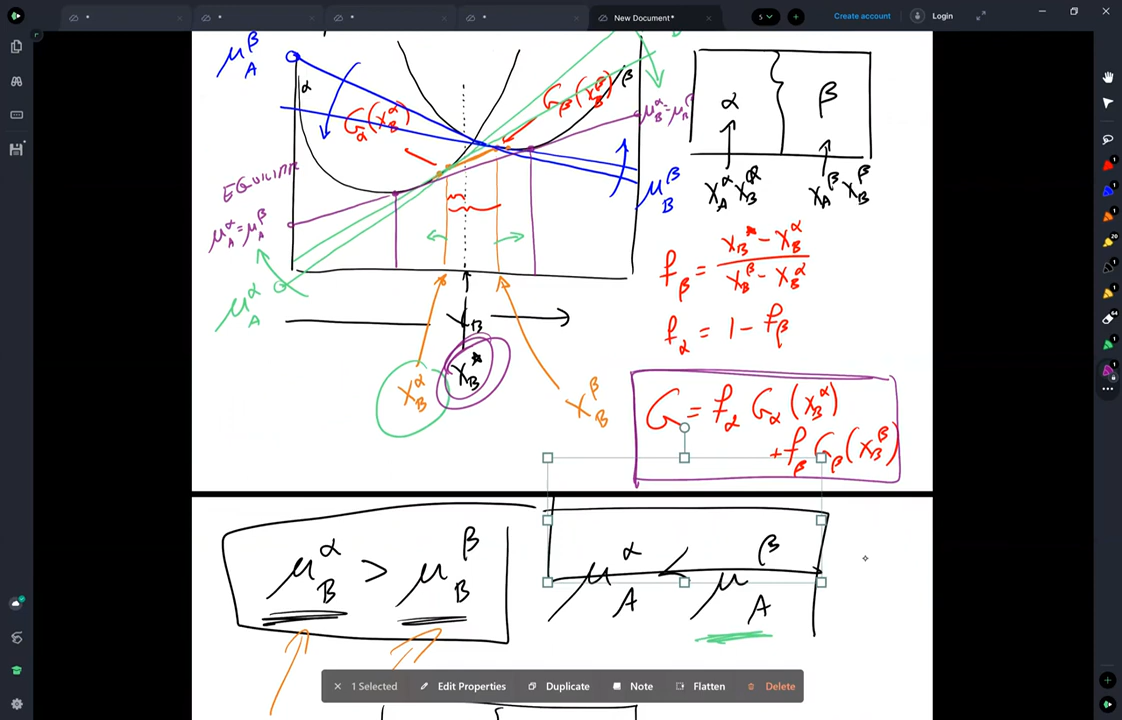 * * * * New Document* 5 Create account Login
μ_A^β
α
β
G_α(X_B^α)
G_β(X_B^β)
μ_B^α = μ_B^β
EQUILIBR
μ_A^α = μ_A^β
μ_B^β
μ_A^α
X_B
X_B^α
X_B^*
X_B^β
α β
X_A^α X_B^α X_A^β X_B^β
f_β = (X_B^* - X_B^α) / (X_B^β - X_B^α)
f_α = 1 - f_β
G = f_α G_α (X_B^α)
+ f_β G_β (X_B^β)
μ_B^α > μ_B^β
μ_A^α < μ_A^β
1 Selected Edit Properties Duplicate Note Flatten Delete